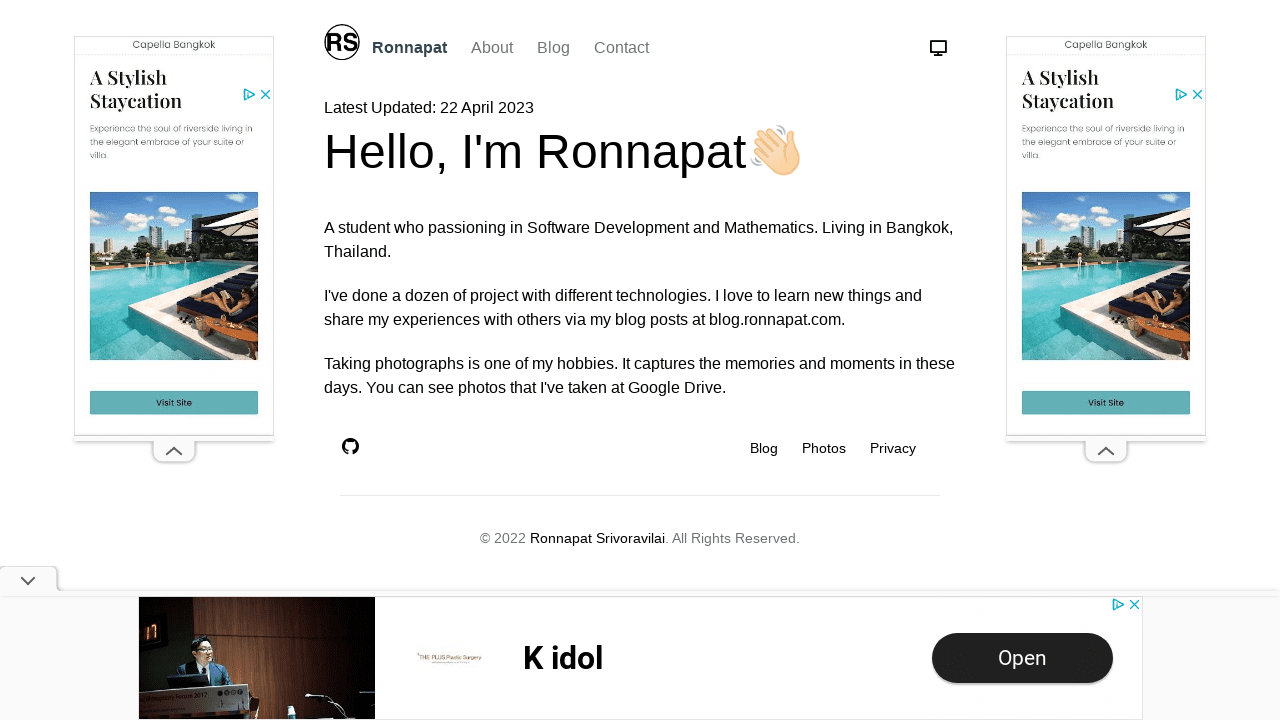 RS
Ronnapat About Blog Contact
Latest Updated: 22 April 2023
Hello, I'm Ronnapat👋🏻
A student who passioning in Software Development and Mathematics. Living in Bangkok,
Thailand.
I've done a dozen of project with different technologies. I love to learn new things and
share my experiences with others via my blog posts at blog.ronnapat.com.
Taking photographs is one of my hobbies. It captures the memories and moments in these
days. You can see photos that I've taken at Google Drive.
Blog Photos Privacy
© 2022 Ronnapat Srivoravilai. All Rights Reserved.
Capella Bangkok
A Stylish
Staycation
Experience the soul of riverside living in
the elegant embrace of your suite or
villa.
Visit Site
Capella Bangkok
A Stylish
Staycation
Experience the soul of riverside living in
the elegant embrace of your suite or
villa.
Visit Site
THE PLUS Plastic Surgery
K idol
Open